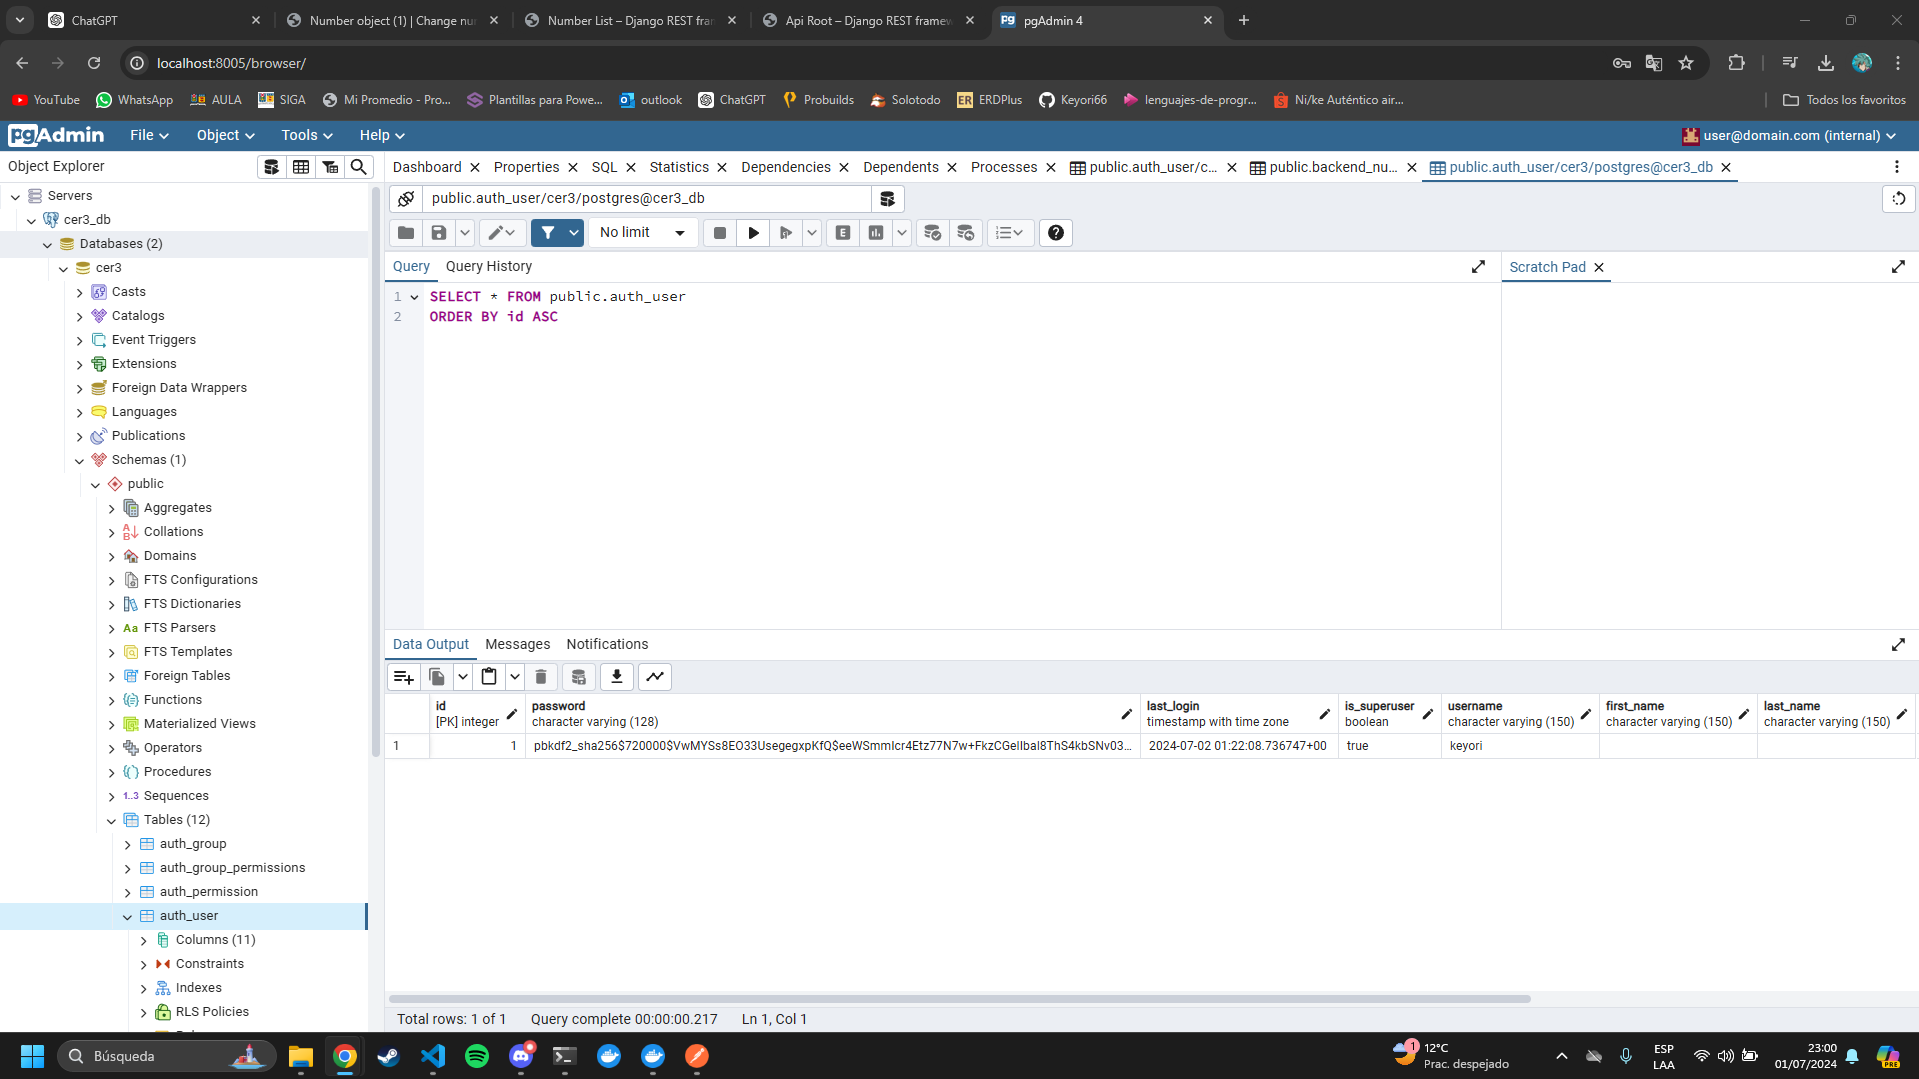 ChatGPT
Number object (1) | Change nu
Number List – Django REST fra
Api Root – Django REST framew
pgAdmin 4
localhost:8005/browser/
YouTube
WhatsApp
AULA
SIGA
Mi Promedio - Pro...
Plantillas para Powe...
outlook
ChatGPT
Probuilds
Solotodo
ERDPlus
Keyori66
lenguajes-de-progr...
Ni/ke Auténtico air...
Todos los favoritos
pgAdmin
File
Object
Tools
Help
user@domain.com (internal)
Object Explorer
Dashboard
Properties
SQL
Statistics
Dependencies
Dependents
Processes
public.auth_user/c...
public.backend_nu...
public.auth_user/cer3/postgres@cer3_db
public.auth_user/cer3/postgres@cer3_db
No limit
E
Query
Query History
Scratch Pad
1 SELECT * FROM public.auth_user
2 ORDER BY id ASC
Servers
cer3_db
Databases (2)
cer3
Casts
Catalogs
Event Triggers
Extensions
Foreign Data Wrappers
Languages
Publications
Schemas (1)
public
Aggregates
Collations
Domains
FTS Configurations
FTS Dictionaries
FTS Parsers
FTS Templates
Foreign Tables
Functions
Materialized Views
Operators
Procedures
Sequences
Tables (12)
auth_group
auth_group_permissions
auth_permission
auth_user
Columns (11)
Constraints
Indexes
RLS Policies
Data Output
Messages
Notifications
id
[PK] integer
password
character varying (128)
last_login
timestamp with time zone
is_superuser
boolean
username
character varying (150)
first_name
character varying (150)
last_name
character varying (150)
1
1
pbkdf2_sha256$720000$VwMYSs8EO33UsegegxpKfQ$eeWSmmIcr4Etz77N7w+FkzCGelIbaI8ThS4kbSNv03...
2024-07-02 01:22:08.736747+00
true
keyori
Total rows: 1 of 1
Query complete 00:00:00.217
Ln 1, Col 1
Búsqueda
1
12°C
Prac. despejado
ESP
LAA
23:00
01/07/2024
PRE